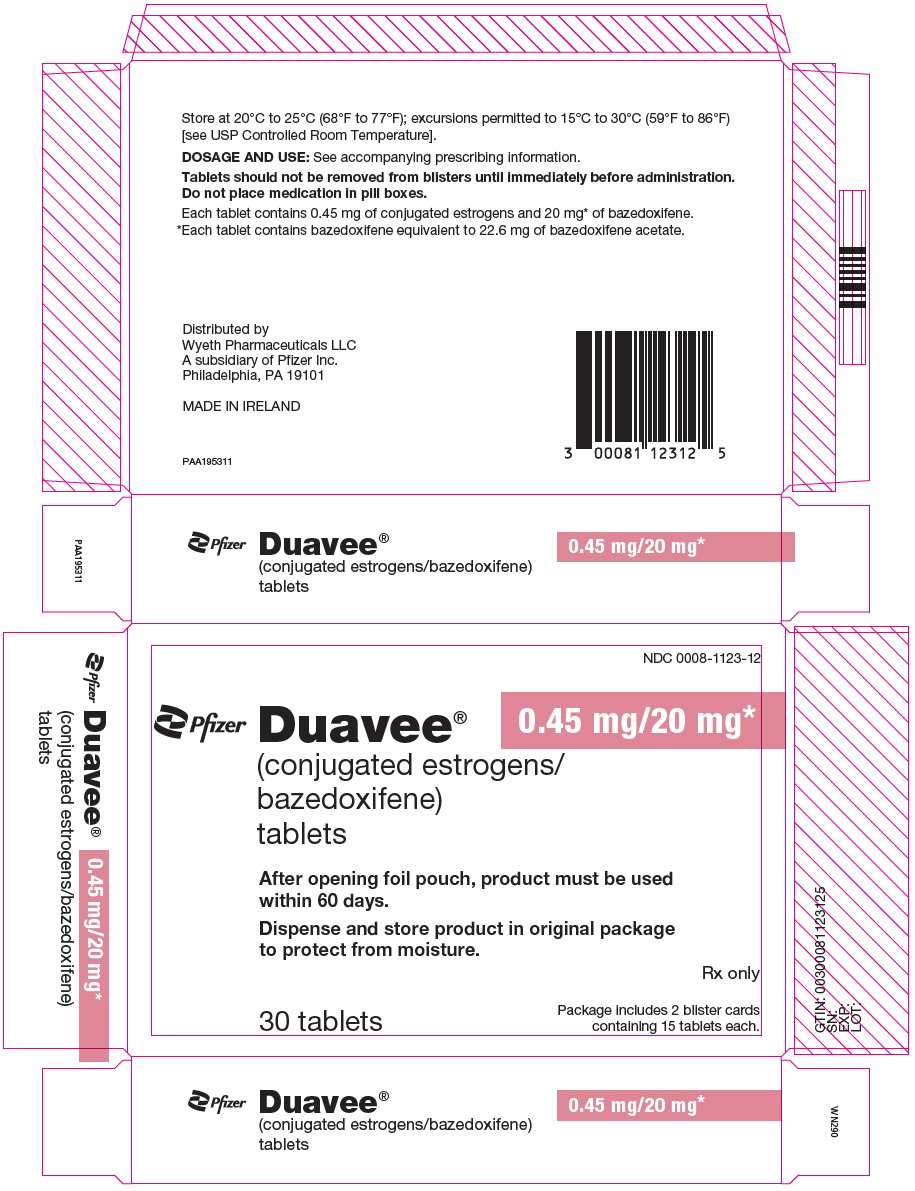 Store at 20°C to 25°C (68°F to 77°F); excursions permitted to 15°C to 30°C (59°F to 86°F)
[see USP Controlled Room Temperature].
DOSAGE AND USE: See accompanying prescribing information.
Tablets should not be removed from blisters until immediately before administration.
Do not place medication in pill boxes.
Each tablet contains 0.45 mg of conjugated estrogens and 20 mg* of bazedoxifene.
*Each tablet contains bazedoxifene equivalent to 22.6 mg of bazedoxifene acetate.
Distributed by
Wyeth Pharmaceuticals LLC
A subsidiary of Pfizer Inc.
Philadelphia, PA 19101
MADE IN IRELAND
PAA195311
3 00081 12312 5
PAA195311
Pfizer Duavee® 0.45 mg/20 mg*
(conjugated estrogens/bazedoxifene)
tablets
Pfizer Duavee® 0.45 mg/20 mg*
(conjugated estrogens/bazedoxifene)
tablets
NDC 0008-1123-12
Pfizer Duavee® 0.45 mg/20 mg*
(conjugated estrogens/
bazedoxifene)
tablets
After opening foil pouch, product must be used
within 60 days.
Dispense and store product in original package
to protect from moisture.
Rx only
30 tablets
Package includes 2 blister cards
containing 15 tablets each.
GTIN: 00300081123125
SN:
EXP:
LOT:
Pfizer Duavee® 0.45 mg/20 mg*
(conjugated estrogens/bazedoxifene)
tablets
WN290